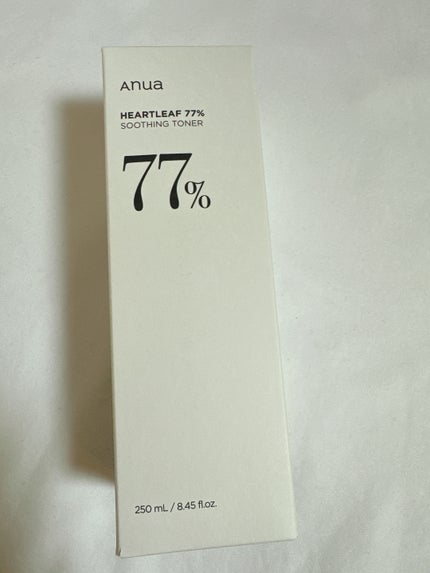 Anua
HEARTLEAF 77%
SOOTHING TONER
77%
250 mL / 8.45 fl.oz.